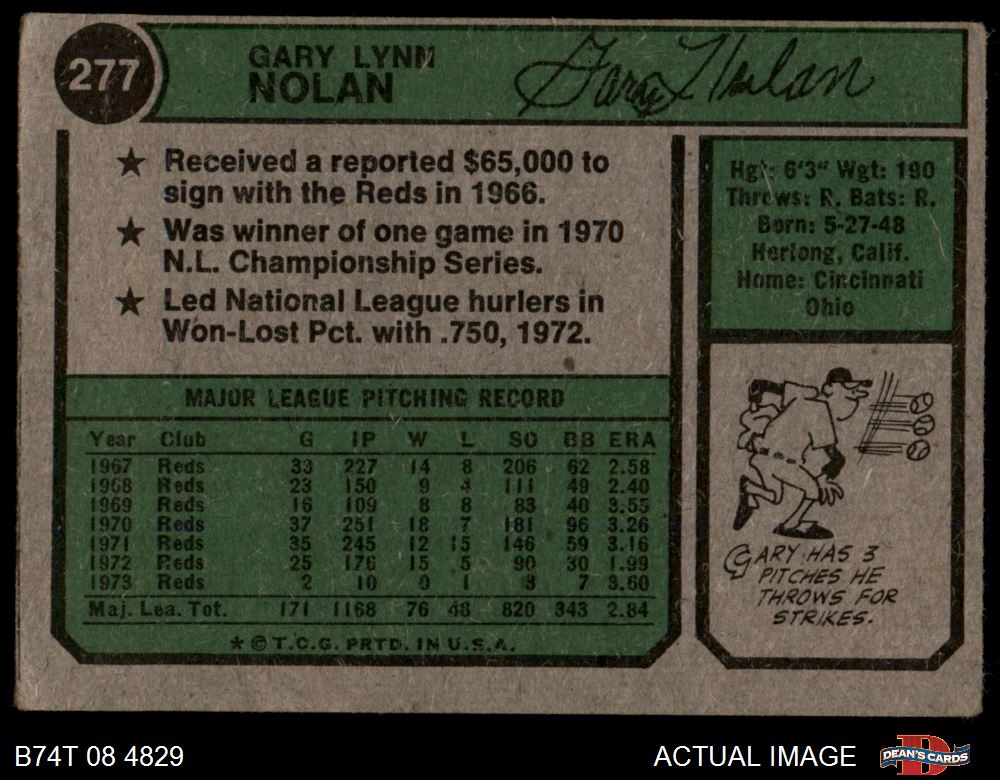 277
GARY LYNN
NOLAN
Gary Nolan
★ Received a reported $65,000 to
sign with the Reds in 1966.
★ Was winner of one game in 1970
N.L. Championship Series.
★ Led National League hurlers in
Won-Lost Pct. with .750, 1972.
Hgt: 6'3" Wgt: 190
Throws: R. Bats: R.
Born: 5-27-48
Herlong, Calif.
Home: Cincinnati
Ohio
MAJOR LEAGUE PITCHING RECORD
Year Club G IP W L SO BB ERA
1967 Reds 33 227 14 8 206 62 2.58
1968 Reds 23 150 9 4 111 49 2.40
1969 Reds 16 109 8 8 83 40 3.55
1970 Reds 37 251 18 7 181 96 3.26
1971 Reds 35 245 12 15 146 59 3.16
1972 Reds 25 176 15 5 90 30 1.99
1973 Reds 2 10 0 1 3 7 3.60
Maj. Lea. Tot. 171 1168 76 48 820 343 2.84
* © T.C.G. PRTD. IN U.S.A.
GARY HAS 3
PITCHES HE
THROWS FOR
STRIKES.
B74T 08 4829
ACTUAL IMAGE
DEAN'S CARDS